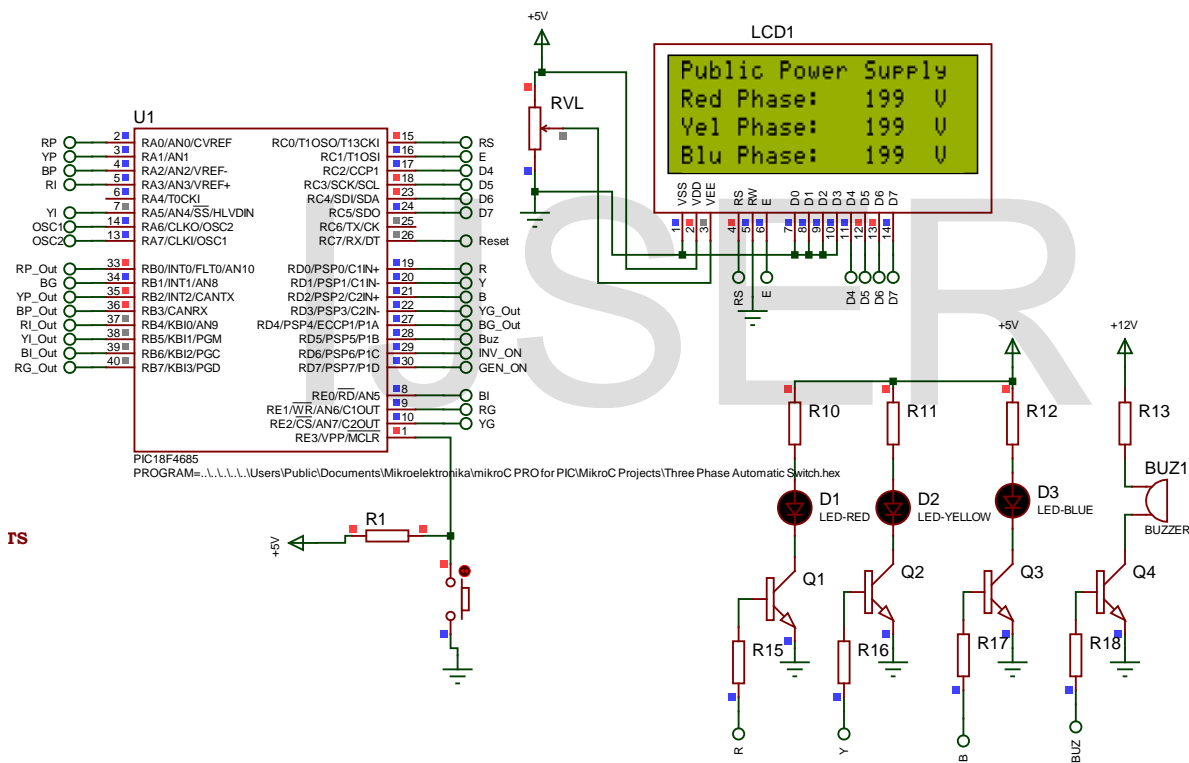 +5V
LCD1
Public Power Supply
Red Phase: 199 V
Yel Phase: 199 V
Blu Phase: 199 V
VSS VDD VEE RS RW E D0 D1 D2 D3 D4 D5 D6 D7
1 2 3 4 5 6 7 8 9 10 11 12 13 14
RS E D4 D5 D6 D7
RVL
U1
RP 2 RA0/AN0/CVREF RC0/T1OSO/T13CKI 15 RS
YP 3 RA1/AN1 RC1/T1OSI 16 E
BP 4 RA2/AN2/VREF- RC2/CCP1 17 D4
RI 5 RA3/AN3/VREF+ RC3/SCK/SCL 18 D5
6 RA4/T0CKI RC4/SDI/SDA 23 D6
YI 7 RA5/AN4/SS/HLVDIN RC5/SDO 24 D7
OSC1 14 RA6/CLKO/OSC2 RC6/TX/CK 25
OSC2 13 RA7/CLKI/OSC1 RC7/RX/DT 26 Reset
RP_Out 33 RB0/INT0/FLT0/AN10 RD0/PSP0/C1IN+ 19 R
BG 34 RB1/INT1/AN8 RD1/PSP1/C1IN- 20 Y
YP_Out 35 RB2/INT2/CANTX RD2/PSP2/C2IN+ 21 B
BP_Out 36 RB3/CANRX RD3/PSP3/C2IN- 22 YG_Out
RI_Out 37 RB4/KBI0/AN9 RD4/PSP4/ECCP1/P1A 27 BG_Out
YI_Out 38 RB5/KBI1/PGM RD5/PSP5/P1B 28 Buz
BI_Out 39 RB6/KBI2/PGC RD6/PSP6/P1C 29 INV_ON
RG_Out 40 RB7/KBI3/PGD RD7/PSP7/P1D 30 GEN_ON
RE0/RD/AN5 8 BI
RE1/WR/AN6/C1OUT 9 RG
RE2/CS/AN7/C2OUT 10 YG
RE3/VPP/MCLR 1
PIC18F4685
PROGRAM=..\..\..\..\..\Users\Public\Documents\Mikroelektronika\mikroC PRO for PIC\MikroC Projects\Three Phase Automatic Switch.hex
IJSER
+5V +12V
R10 R11 R12 R13
D1 D2 D3 BUZ1
LED-RED LED-YELLOW LED-BLUE BUZZER
rs
+5V R1
Q1 Q2 Q3 Q4
R15 R16 R17 R18
R Y B BUZ